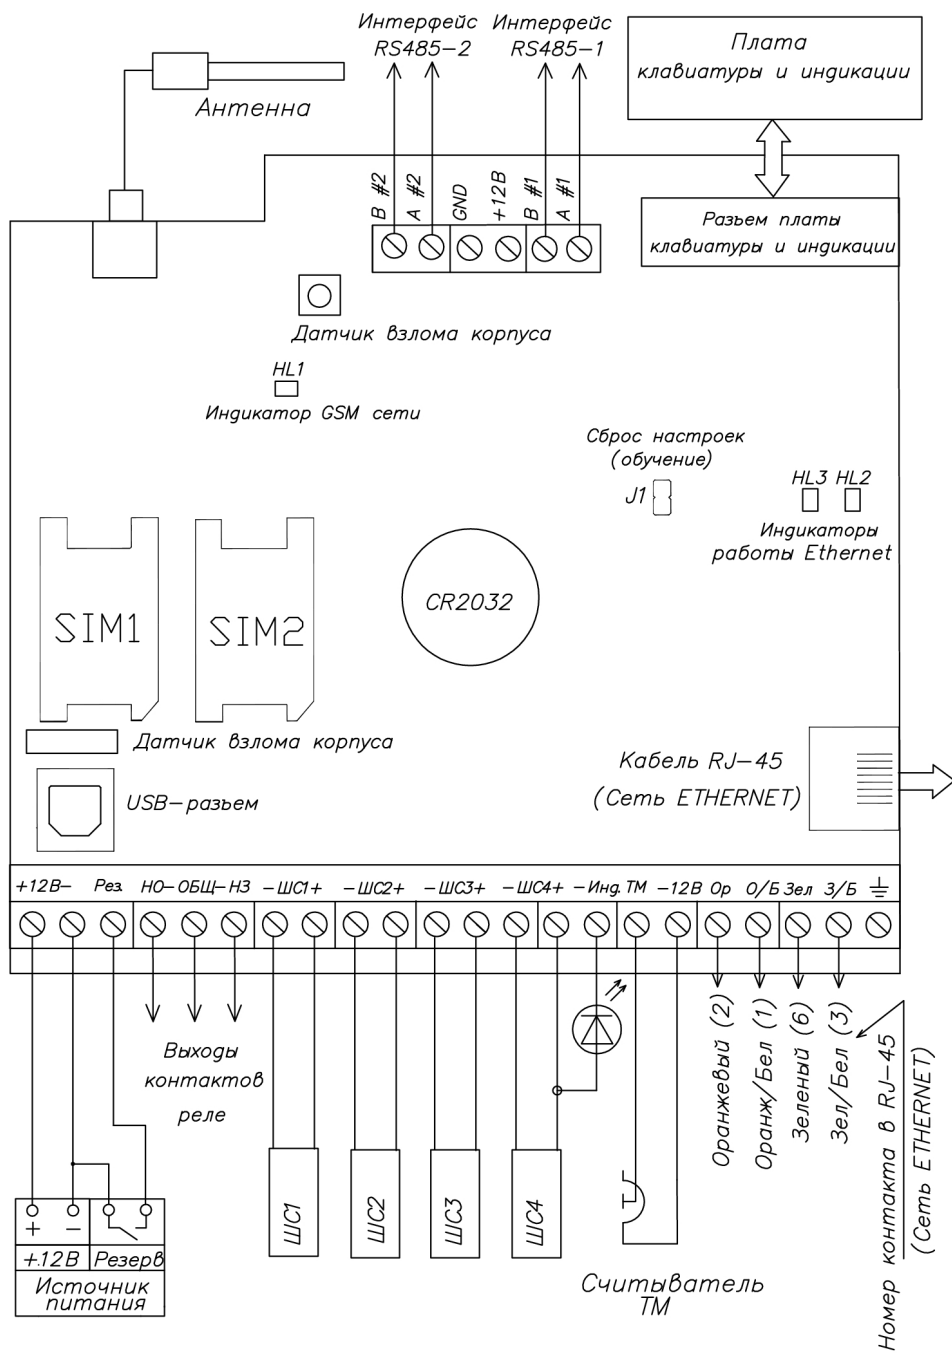 Интерфейс
RS485-2
Интерфейс
RS485-1
Плата
клавиатуры и индикации
Антенна
B #2
A #2
GND
+12В
B #1
A #1
Разъем платы
клавиатуры и индикации
Датчик взлома корпуса
HL1
Индикатор GSM сети
Сброс настроек
(обучение)
J1
HL3 HL2
Индикаторы
работы Ethernet
SIM1
SIM2
CR2032
Датчик взлома корпуса
USB-разъем
Кабель RJ-45
(Сеть ETHERNET)
+12В- Рез. НО-ОБЩ-НЗ -ШС1+ -ШС2+ -ШС3+ -ШС4+ -Инд. ТМ -12В Ор О/Б Зел З/Б
Выходы
контактов
реле
Оранжевый (2)
Оранж/Бел (1)
Зеленый (6)
Зел/Бел (3)
Номер контакта в RJ-45
(Сеть ETHERNET)
ШС1
ШС2
ШС3
ШС4
+ -
+.12В Резерв
Источник
питания
Считыватель
ТМ